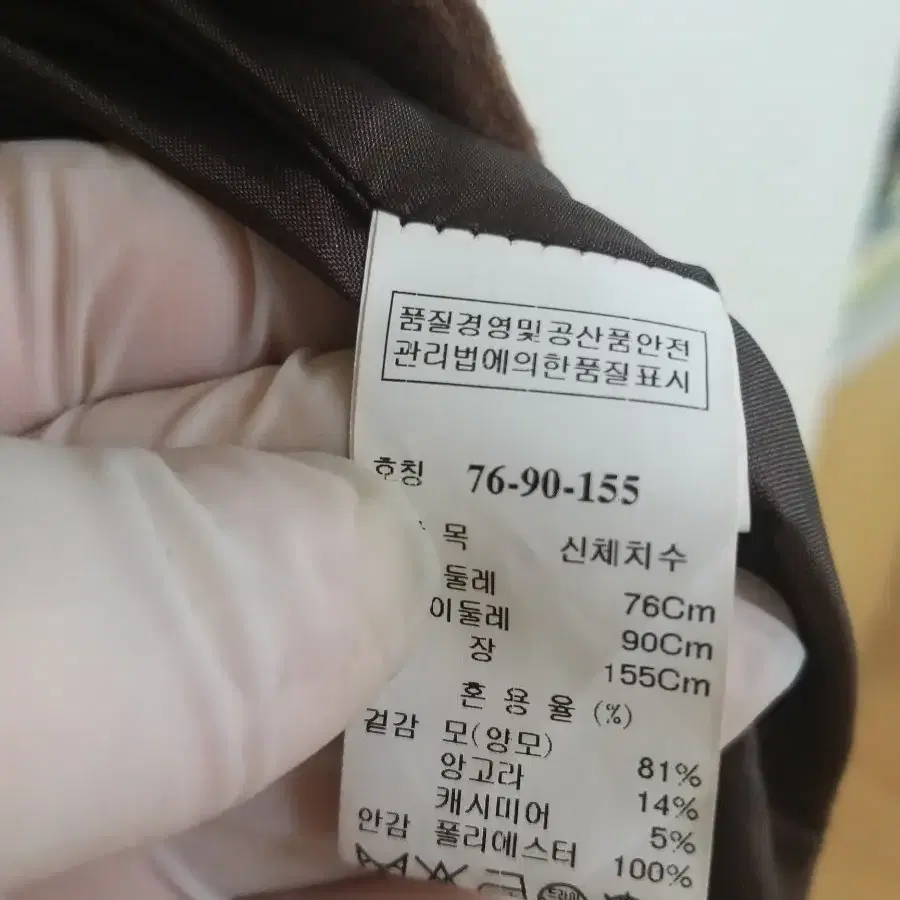 품질경영및공산품안전
관리법에의한품질표시
호칭 76-90-155
목 신체치수
둘레 76Cm
이둘레 90Cm
장 155Cm
혼 용 율 (%)
겉감 모(양모) 81%
앙고라 14%
캐시미어 5%
안감 폴리에스터 100%
드라이